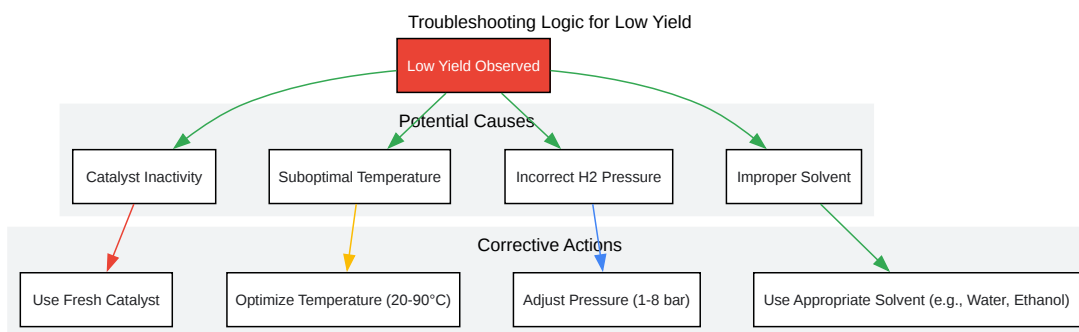 Troubleshooting Logic for Low Yield
Low Yield Observed
Potential Causes
Catalyst Inactivity
Suboptimal Temperature
Incorrect H2 Pressure
Improper Solvent
Corrective Actions
Use Fresh Catalyst
Optimize Temperature (20-90°C)
Adjust Pressure (1-8 bar)
Use Appropriate Solvent (e.g., Water, Ethanol)